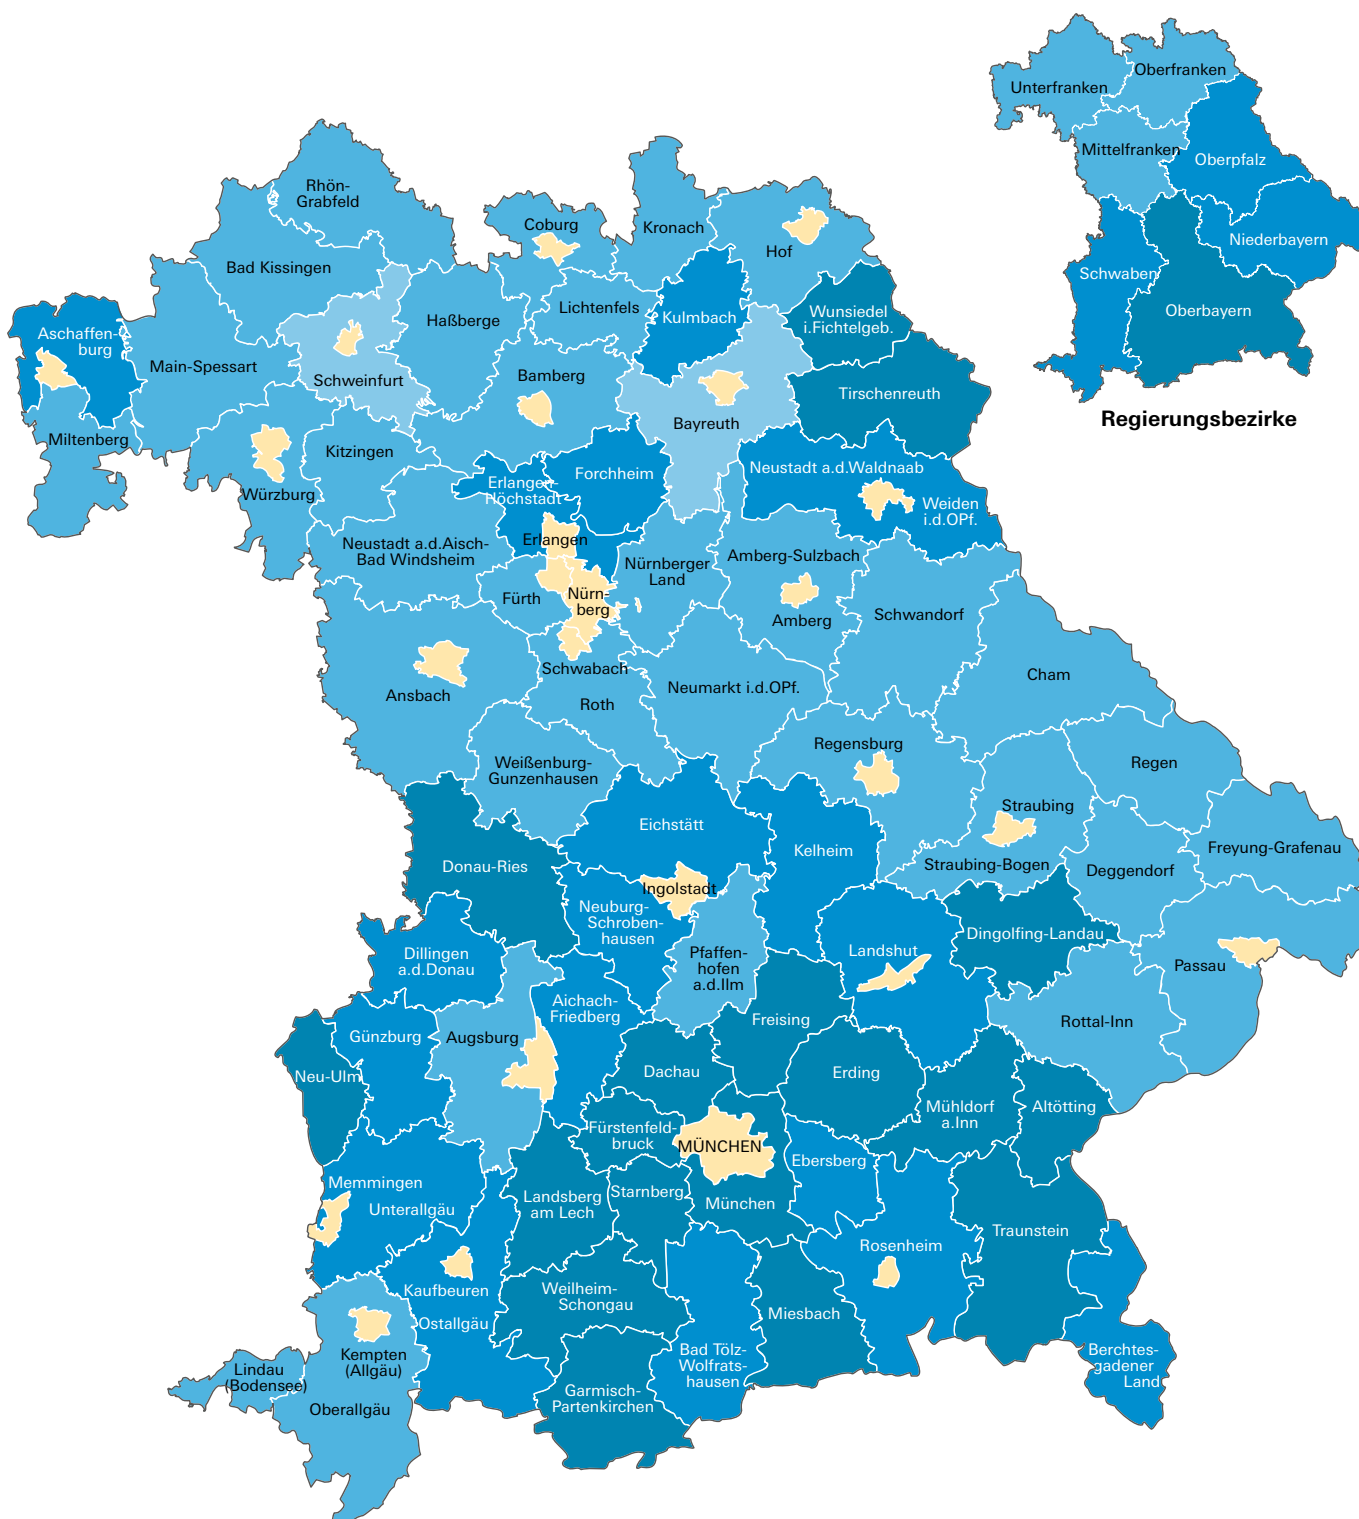 Unterfranken
Oberfranken
Mittelfranken
Oberpfalz
Niederbayern
Schwaben
Oberbayern
Regierungsbezirke
Rhön-
Grabfeld
Coburg
Kronach
Hof
Bad Kissingen
Lichtenfels
Haßberge
Kulmbach
Wunsiedel
i.Fichtelgeb.
Aschaffen-
burg
Main-Spessart
Schweinfurt
Bamberg
Tirschenreuth
Bayreuth
Miltenberg
Kitzingen
Würzburg
Erlangen-
Höchstadt
Forchheim
Neustadt a.d.Waldnaab
Weiden
i.d.OPf.
Neustadt a.d.Aisch-
Bad Windsheim
Erlangen
Nürnberger
Land
Amberg-Sulzbach
Fürth
Nürn-
berg
Amberg
Schwandorf
Ansbach
Schwabach
Roth
Neumarkt i.d.OPf.
Cham
Weißenburg-
Gunzenhausen
Regensburg
Regen
Straubing
Eichstätt
Kelheim
Straubing-Bogen
Deggendorf
Freyung-Grafenau
Donau-Ries
Ingolstadt
Neuburg-
Schroben-
hausen
Dillingen
a.d.Donau
Pfaffen-
hofen
a.d.Ilm
Landshut
Dingolfing-Landau
Passau
Aichach-
Friedberg
Freising
Rottal-Inn
Günzburg
Augsburg
Neu-Ulm
Dachau
Erding
Mühldorf
a.Inn
Altötting
Fürstenfeld-
bruck
MÜNCHEN
Ebersberg
Memmingen
Unterallgäu
Landsberg
am Lech
Starnberg
München
Rosenheim
Traunstein
Kaufbeuren
Ostallgäu
Weilheim-
Schongau
Miesbach
Kempten
(Allgäu)
Lindau
(Bodensee)
Oberallgäu
Bad Tölz-
Wolfrats-
hausen
Garmisch-
Partenkirchen
Berchtes-
gadener
Land